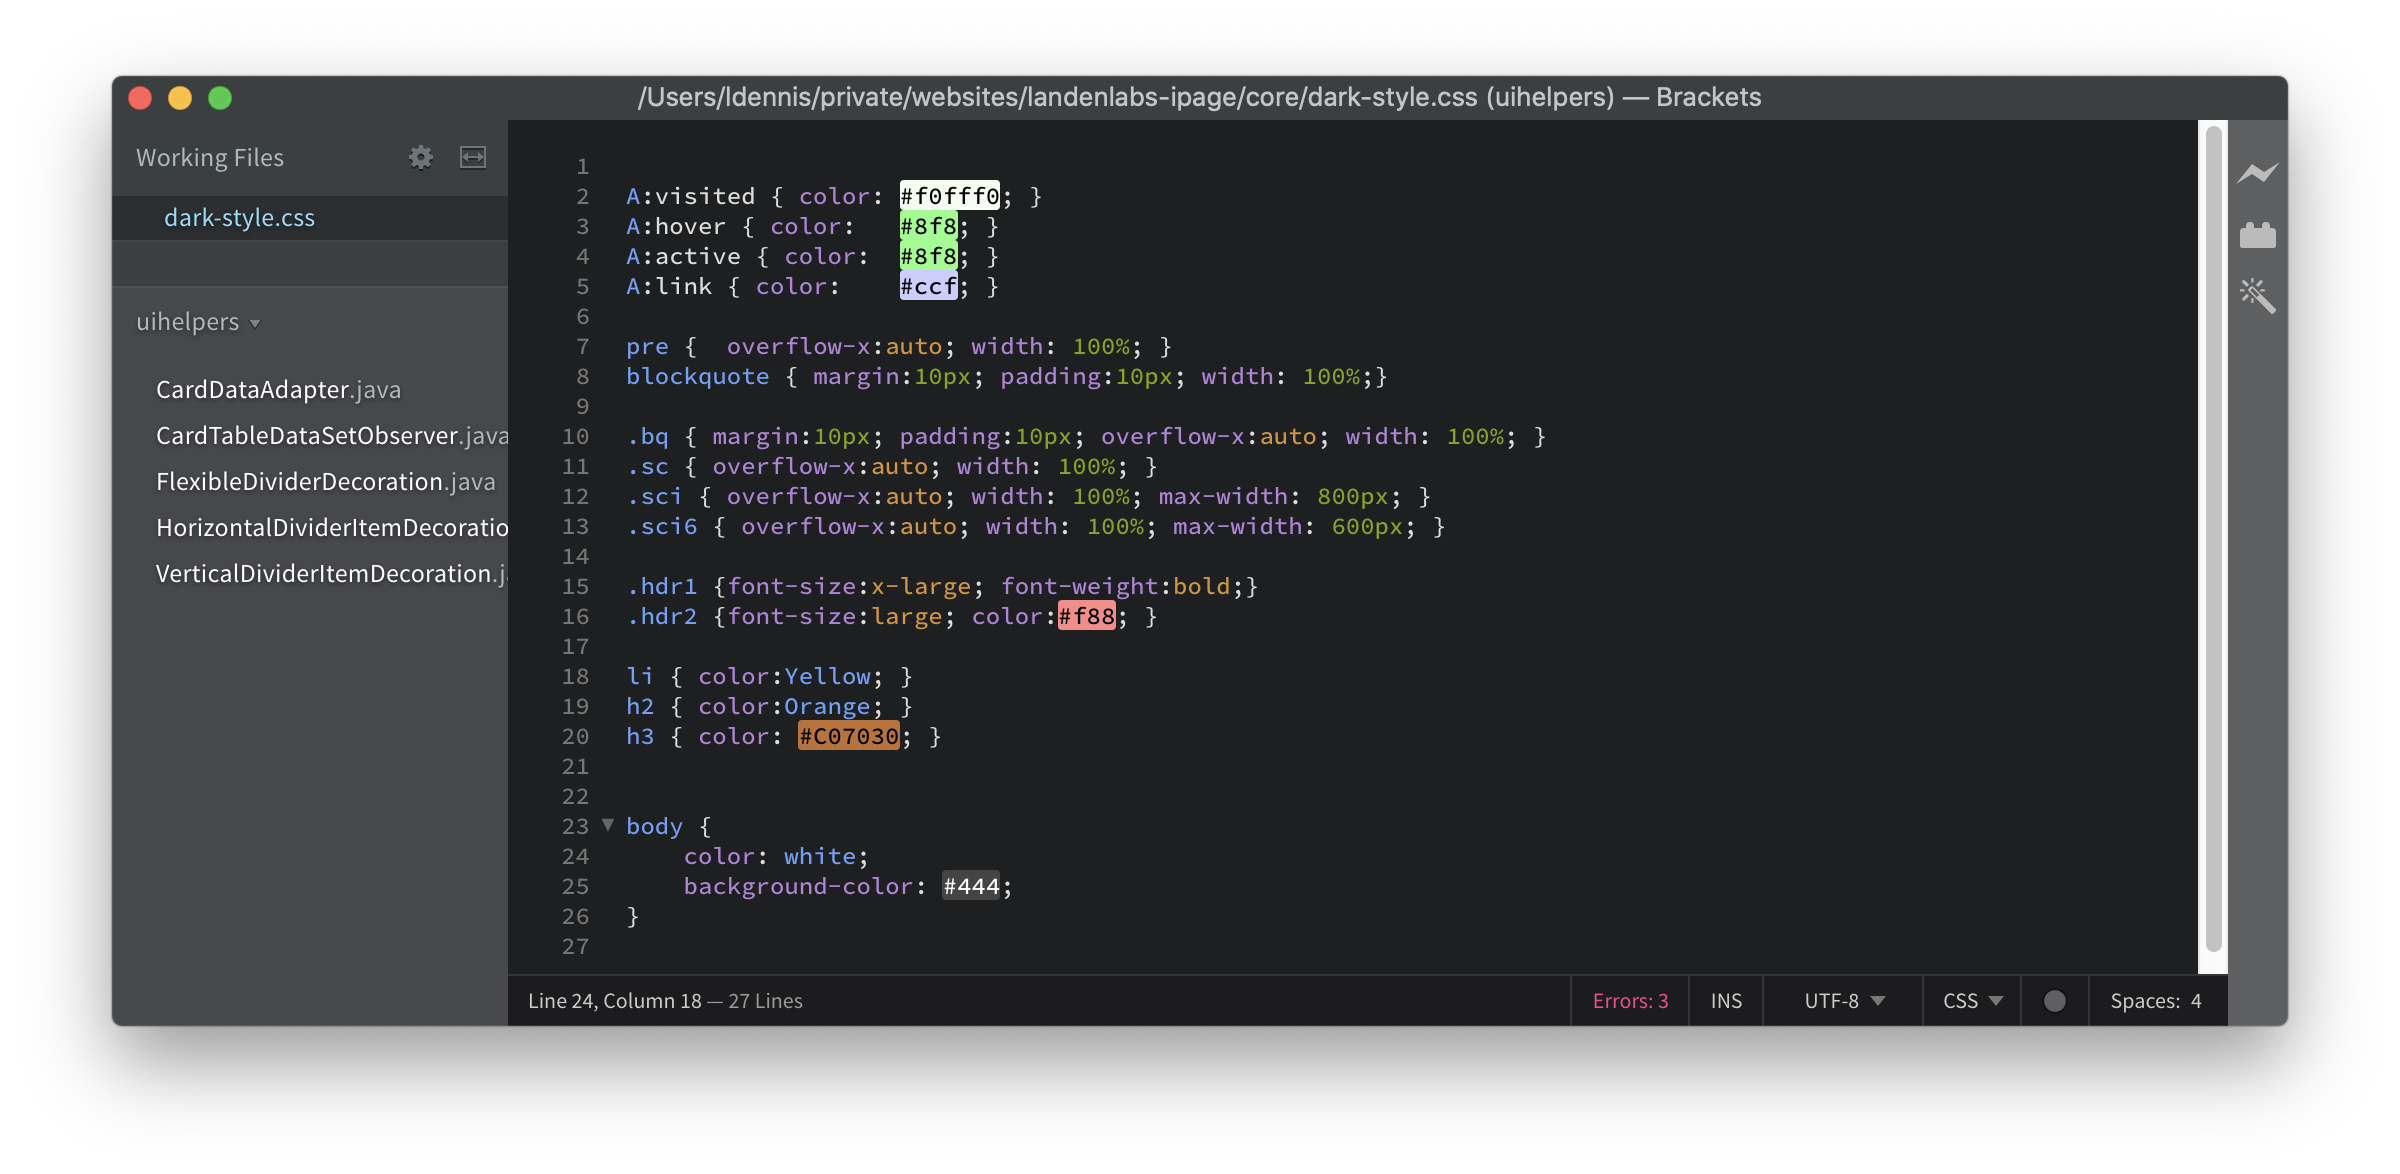 /Users/ldennis/private/websites/landenlabs-ipage/core/dark-style.css (uihelpers) — Brackets
Working Files
dark-style.css
uihelpers
CardDataAdapter.java
CardTableDataSetObserver.java
FlexibleDividerDecoration.java
HorizontalDividerItemDecoratio
VerticalDividerItemDecoration.j
1
2 A:visited { color: #f0fff0; }
3 A:hover { color:   #8f8; }
4 A:active { color:  #8f8; }
5 A:link { color:    #ccf; }
6
7 pre {  overflow-x:auto; width: 100%; }
8 blockquote { margin:10px; padding:10px; width: 100%;}
9
10 .bq { margin:10px; padding:10px; overflow-x:auto; width: 100%; }
11 .sc { overflow-x:auto; width: 100%; }
12 .sci { overflow-x:auto; width: 100%; max-width: 800px; }
13 .sci6 { overflow-x:auto; width: 100%; max-width: 600px; }
14
15 .hdr1 {font-size:x-large; font-weight:bold;}
16 .hdr2 {font-size:large; color:#f88; }
17
18 li { color:Yellow; }
19 h2 { color:Orange; }
20 h3 { color: #C07030; }
21
22
23 body {
24     color: white;
25     background-color: #444;
26 }
27
Line 24, Column 18 — 27 Lines
Errors: 3
INS
UTF-8
CSS
Spaces: 4